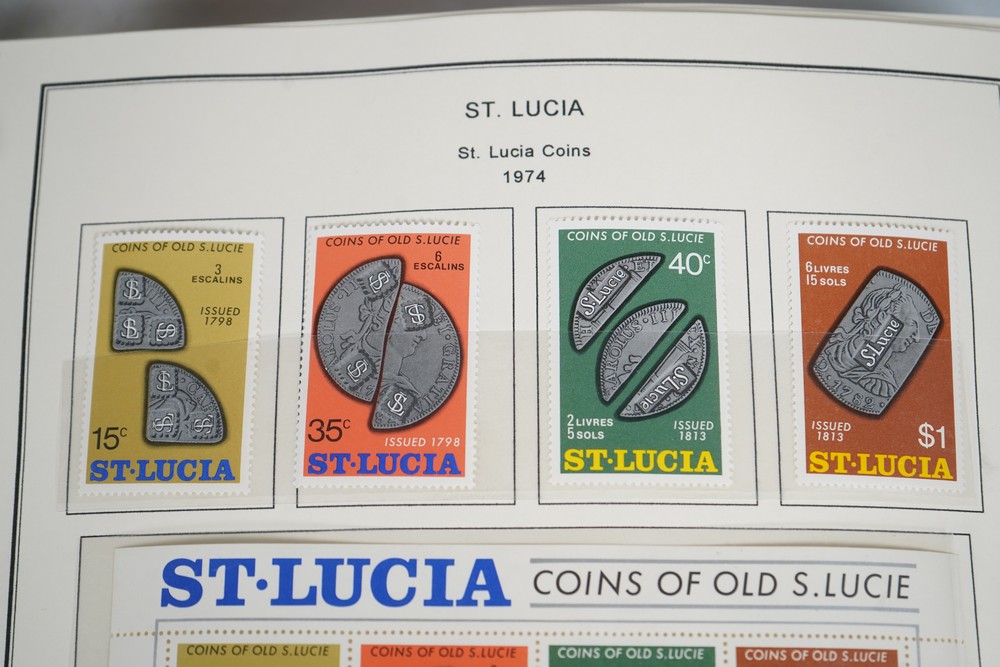 ST. LUCIA
St. Lucia Coins
1974
COINS OF OLD S.LUCIE
3
ESCALINS
ISSUED
1798
15c
ST·LUCIA
COINS OF OLD S.LUCIE
6
ESCALINS
35c
ISSUED 1798
ST·LUCIA
COINS OF OLD S.LUCIE
40c
S:Lucie
S:Lucie
2 LIVRES
5 SOLS
ISSUED
1813
ST·LUCIA
COINS OF OLD S.LUCIE
6 LIVRES
15 SOLS
S:Lucie
ISSUED
1813
$1
ST·LUCIA
ST·LUCIA
COINS OF OLD S.LUCIE
COINS OF OLD S.LUCIE
COINS OF OLD S.LUCIE
COINS OF OLD S.LUCIE
COINS OF OLD S.LUCIE